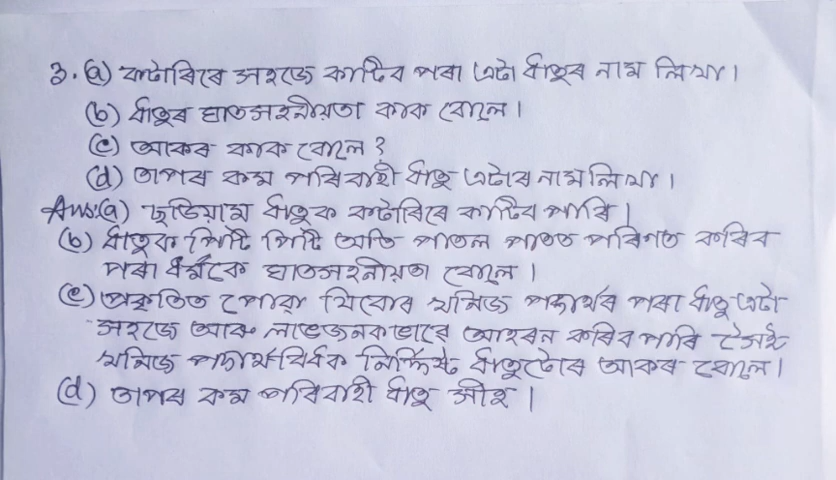 3. (a) কটাৰিৰে সহজে কাটিব পৰা এটা ধাতুৰ নাম লিখা।
(b) ধাতুৰ ঘাতসহনীয়তা কাক বোলে।
(c) আকৰ কাক বোলে?
(d) তাপৰ কম পৰিবাহী ধাতু এটাৰ নাম লিখা।
Ans:(a) ছডিয়াম ধাতুক কটাৰিৰে কাটিব পাৰি।
(b) ধাতুক পিটি পিটি অতি পাতল পাতত পৰিণত কৰিব
পৰা ধৰ্মকে ঘাতসহনীয়তা বোলে।
(c) প্ৰকৃতিত পোৱা যিবোৰ খনিজ পদাৰ্থৰ পৰা ধাতু এটা
সহজে আৰু লাভজনকভাৱে আহৰণ কৰিব পাৰি সেই
খনিজ পদাৰ্থবিধক নিৰ্দিষ্ট ধাতুটোৰ আকৰ বোলে।
(d) তাপৰ কম পৰিবাহী ধাতু সীহ।